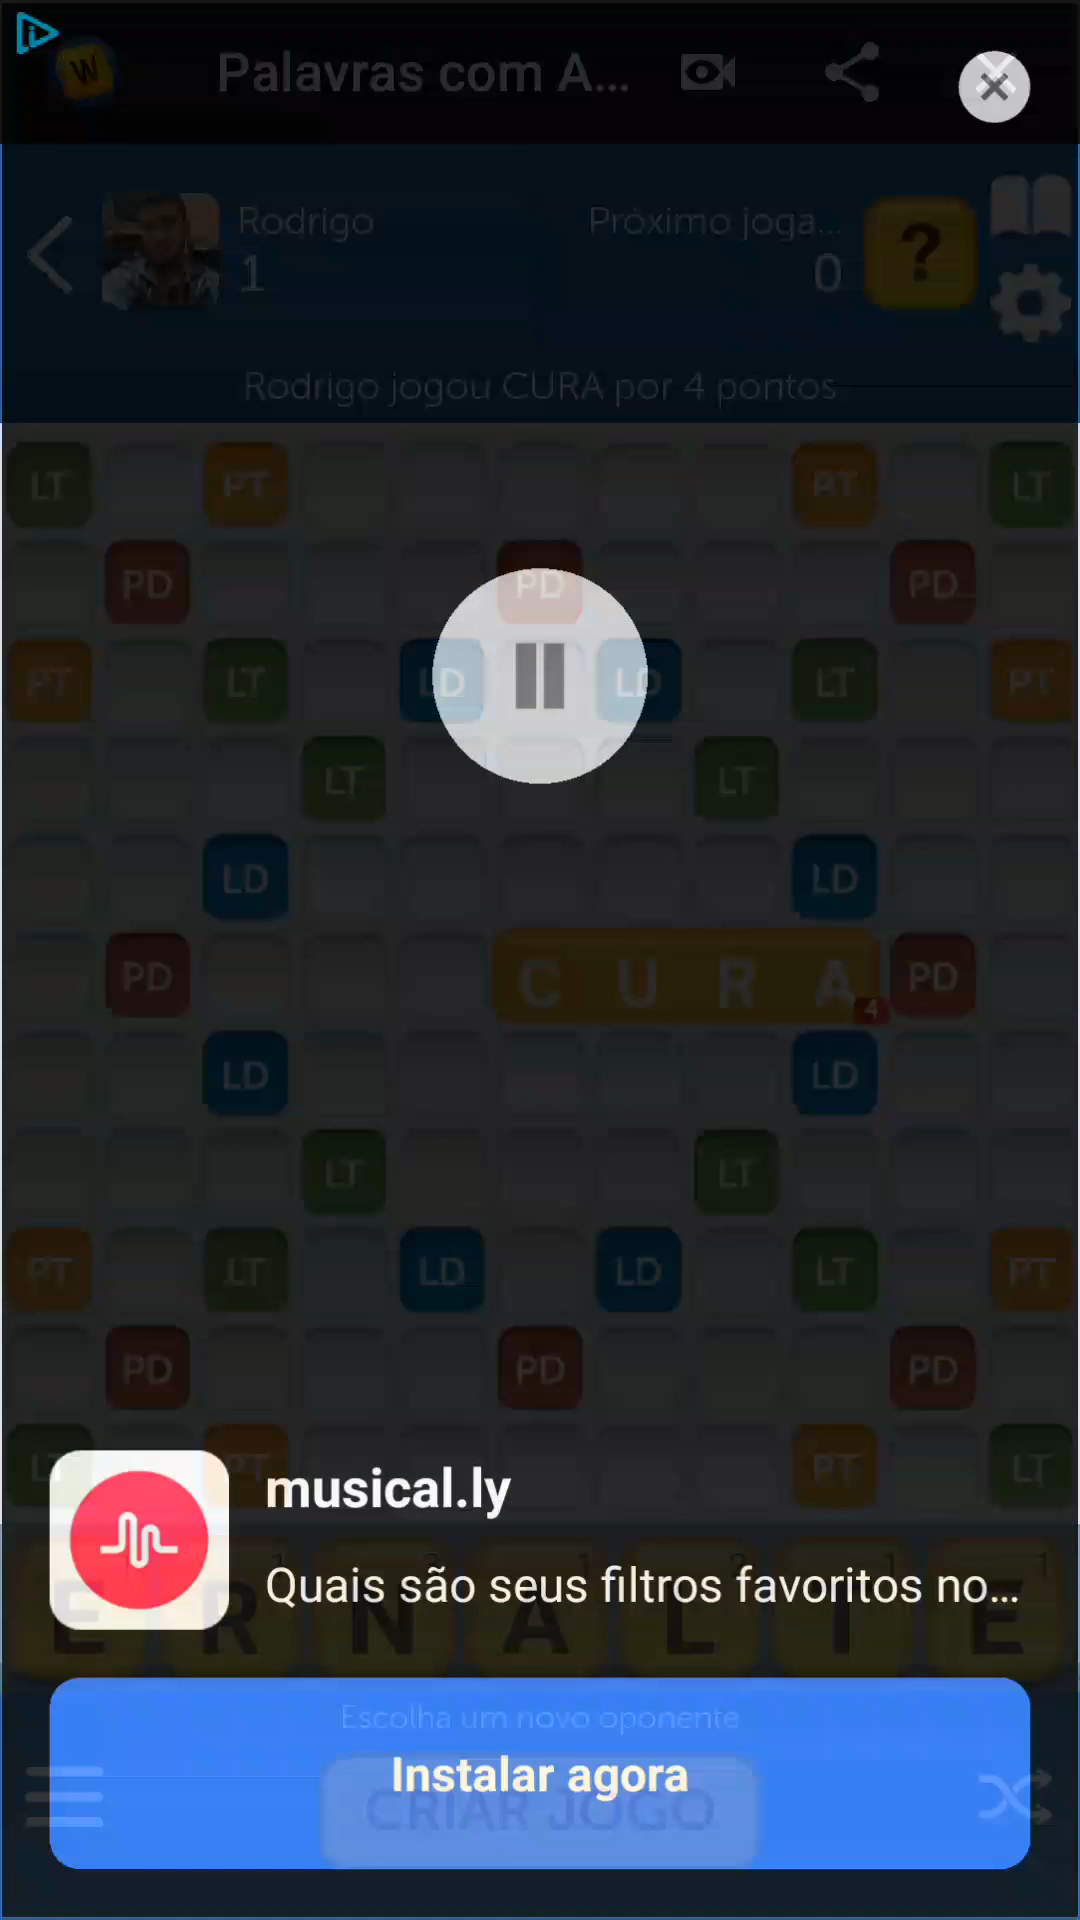 W
Palavras com A...
Rodrigo
1
Próximo joga...
0
?
Rodrigo jogou CURA por 4 pontos
LT PT PT LT
PD PD PD
PT LT LD LD LT PT
LT LT
LD LD
PD C U R A 4 PD
LD LD
LT LT
PT LT LD LD LT PT
PD PD PD
LT PT PT LT
musical.ly
Quais são seus filtros favoritos no...
E R N A L I E
Escolha um novo oponente
Instalar agora
CRIAR JOGO